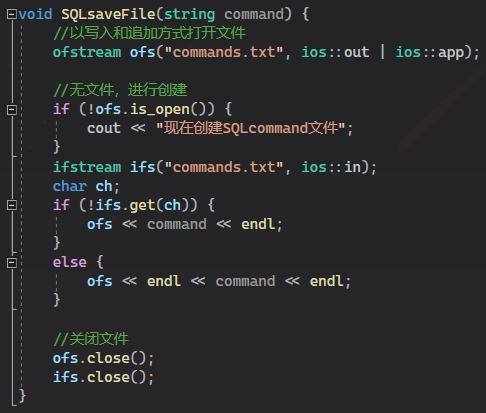 void SQLsaveFile(string command) {
//以写入和追加方式打开文件
ofstream ofs("commands.txt", ios::out | ios::app);
//无文件，进行创建
if (!ofs.is_open()) {
cout << "现在创建SQLcommand文件";
}
ifstream ifs("commands.txt", ios::in);
char ch;
if (!ifs.get(ch)) {
ofs << command << endl;
}
else {
ofs << endl << command << endl;
}
//关闭文件
ofs.close();
ifs.close();
}